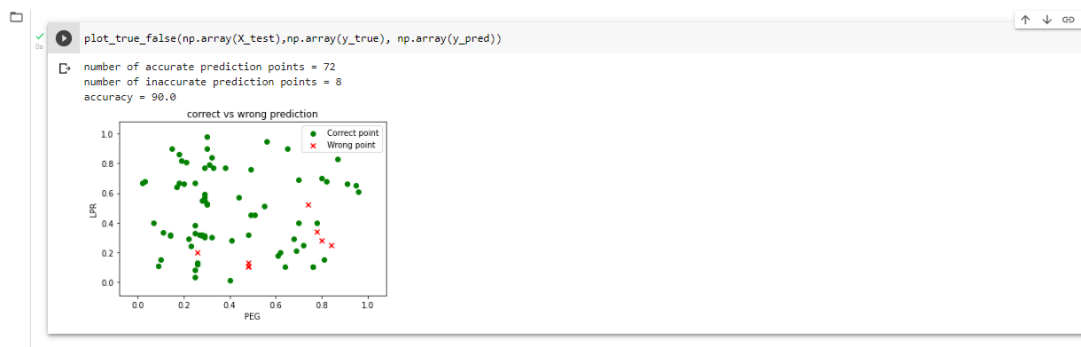 plot_true_false(np.array(X_test),np.array(y_true), np.array(y_pred))
0s
number of accurate prediction points = 72
number of inaccurate prediction points = 8
accuracy = 90.0
correct vs wrong prediction
Correct point
Wrong point
1.0
0.8
0.6
0.4
0.2
0.0
LPR
0.0 0.2 0.4 0.6 0.8 1.0
PEG